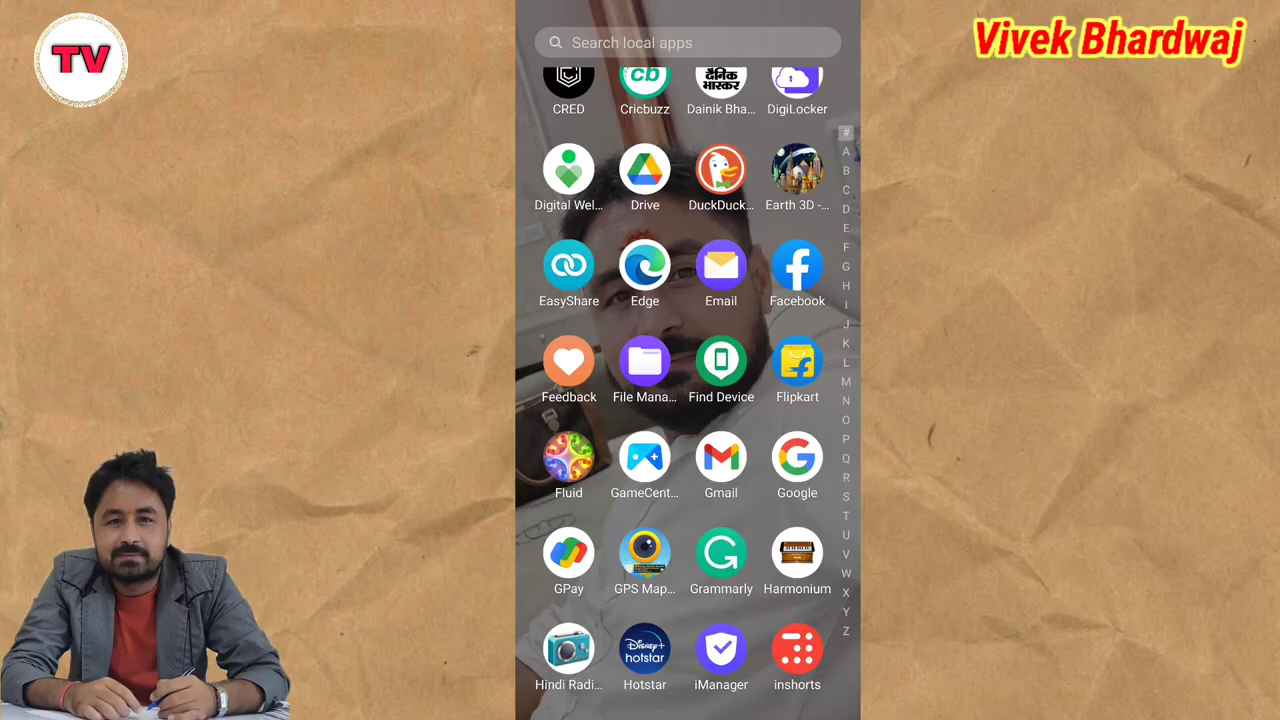 TV
Vivek Bhardwaj
Search local apps
cb
दैनिक
भास्कर
CRED Cricbuzz Dainik Bha... DigiLocker
#
A
B
C
D
E
F
G
H
I
J
K
L
M
N
O
P
Q
R
S
T
U
V
W
X
Y
Z
Digital Wel... Drive DuckDuck... Earth 3D -...
EasyShare Edge Email Facebook
Feedback File Mana... Find Device Flipkart
Fluid GameCent... Gmail Google
GPay GPS Map... Grammarly Harmonium
Disney+
hotstar
Hindi Radi... Hotstar iManager inshorts